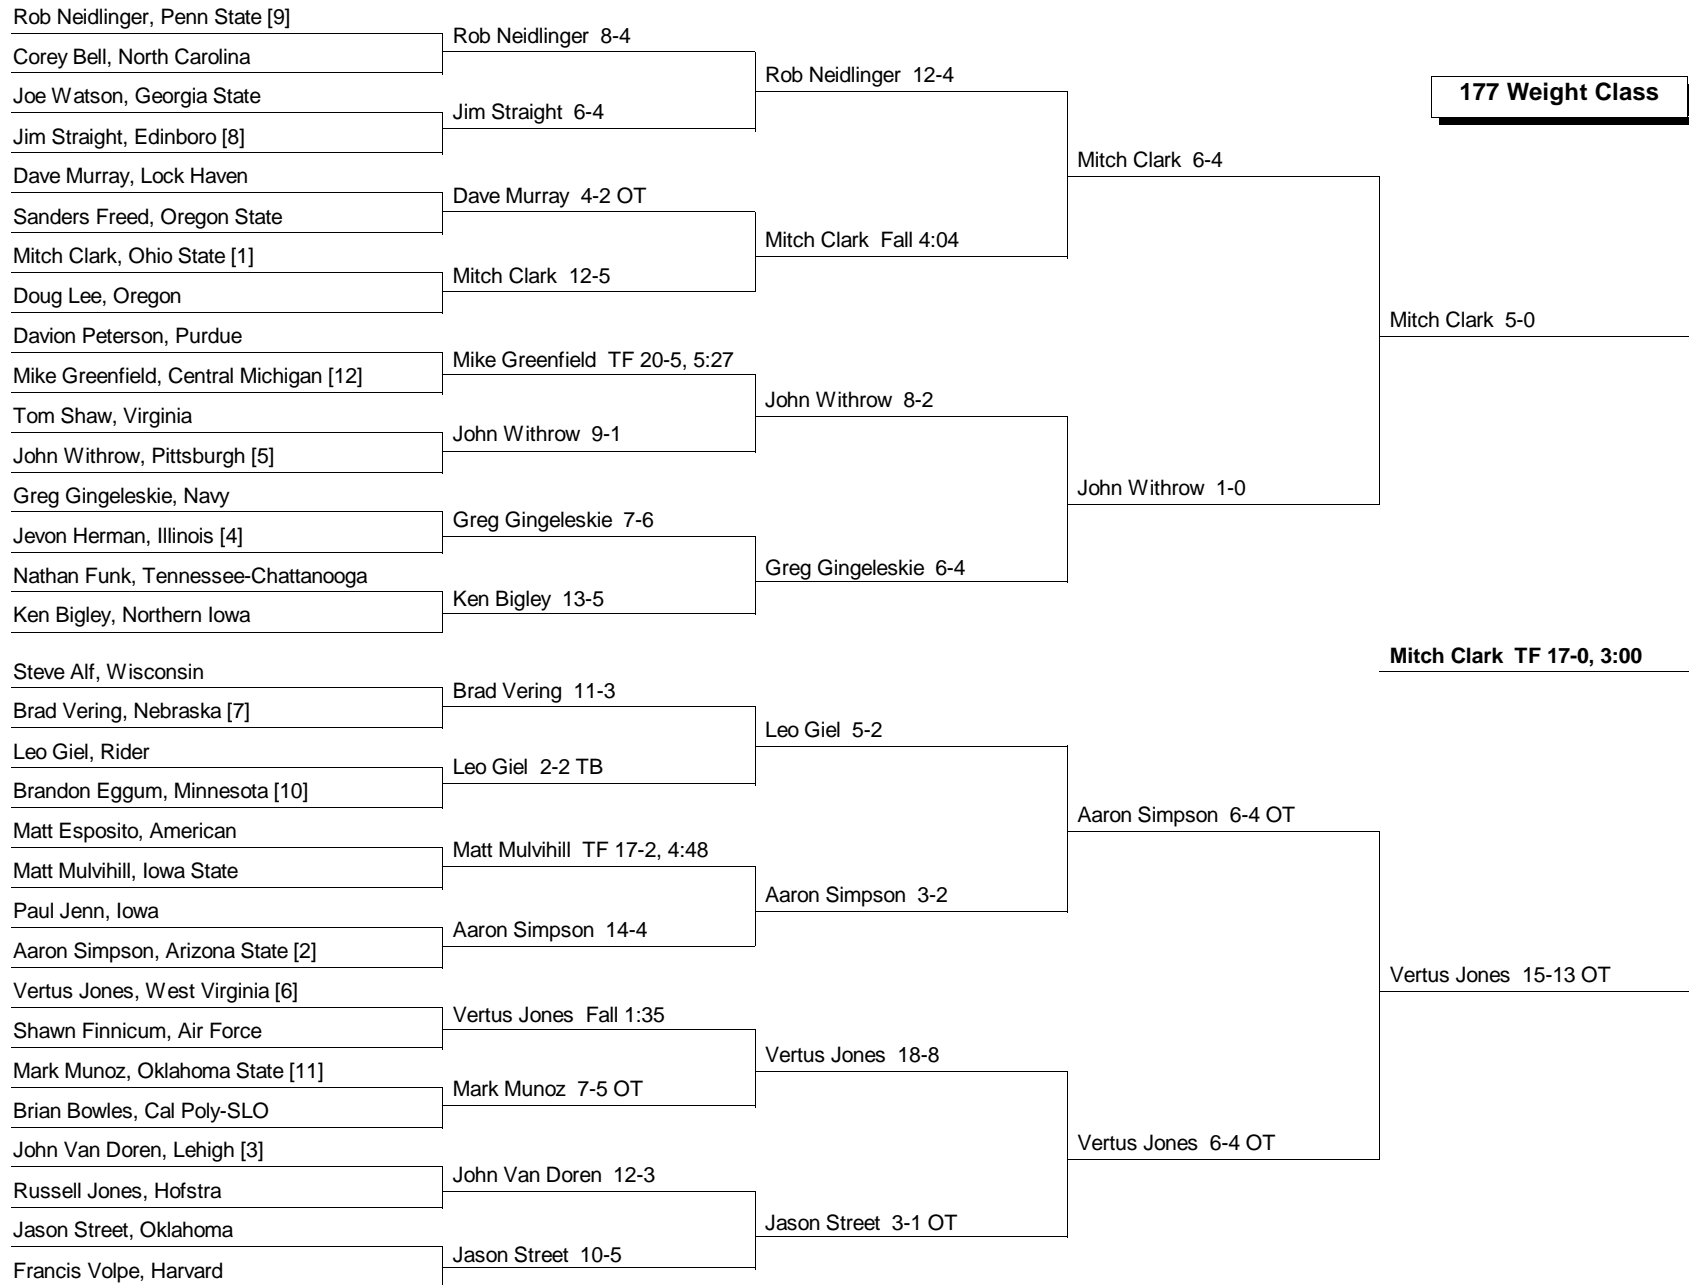 Rob Neidlinger, Penn State [9]
Rob Neidlinger 8-4
Corey Bell, North Carolina
Rob Neidlinger 12-4
Joe Watson, Georgia State
177 Weight Class
Jim Straight 6-4
Jim Straight, Edinboro [8]
Mitch Clark 6-4
Dave Murray, Lock Haven
Dave Murray 4-2 OT
Sanders Freed, Oregon State
Mitch Clark Fall 4:04
Mitch Clark, Ohio State [1]
Mitch Clark 12-5
Doug Lee, Oregon
Mitch Clark 5-0
Davion Peterson, Purdue
Mike Greenfield TF 20-5, 5:27
Mike Greenfield, Central Michigan [12]
John Withrow 8-2
Tom Shaw, Virginia
John Withrow 9-1
John Withrow, Pittsburgh [5]
John Withrow 1-0
Greg Gingeleskie, Navy
Greg Gingeleskie 7-6
Jevon Herman, Illinois [4]
Greg Gingeleskie 6-4
Nathan Funk, Tennessee-Chattanooga
Ken Bigley 13-5
Ken Bigley, Northern Iowa
Mitch Clark TF 17-0, 3:00
Steve Alf, Wisconsin
Brad Vering 11-3
Brad Vering, Nebraska [7]
Leo Giel 5-2
Leo Giel, Rider
Leo Giel 2-2 TB
Brandon Eggum, Minnesota [10]
Aaron Simpson 6-4 OT
Matt Esposito, American
Matt Mulvihill TF 17-2, 4:48
Matt Mulvihill, Iowa State
Aaron Simpson 3-2
Paul Jenn, Iowa
Aaron Simpson 14-4
Aaron Simpson, Arizona State [2]
Vertus Jones 15-13 OT
Vertus Jones, West Virginia [6]
Vertus Jones Fall 1:35
Shawn Finnicum, Air Force
Vertus Jones 18-8
Mark Munoz, Oklahoma State [11]
Mark Munoz 7-5 OT
Brian Bowles, Cal Poly-SLO
Vertus Jones 6-4 OT
John Van Doren, Lehigh [3]
John Van Doren 12-3
Russell Jones, Hofstra
Jason Street 3-1 OT
Jason Street, Oklahoma
Jason Street 10-5
Francis Volpe, Harvard